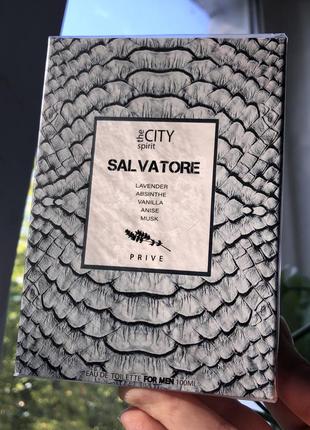 the CITY
spirit
SALVATORE
LAVENDER
ABSINTHE
VANILLA
ANISE
MUSK
PRIVE
EAU DE TOILETTE FOR MEN 100ML